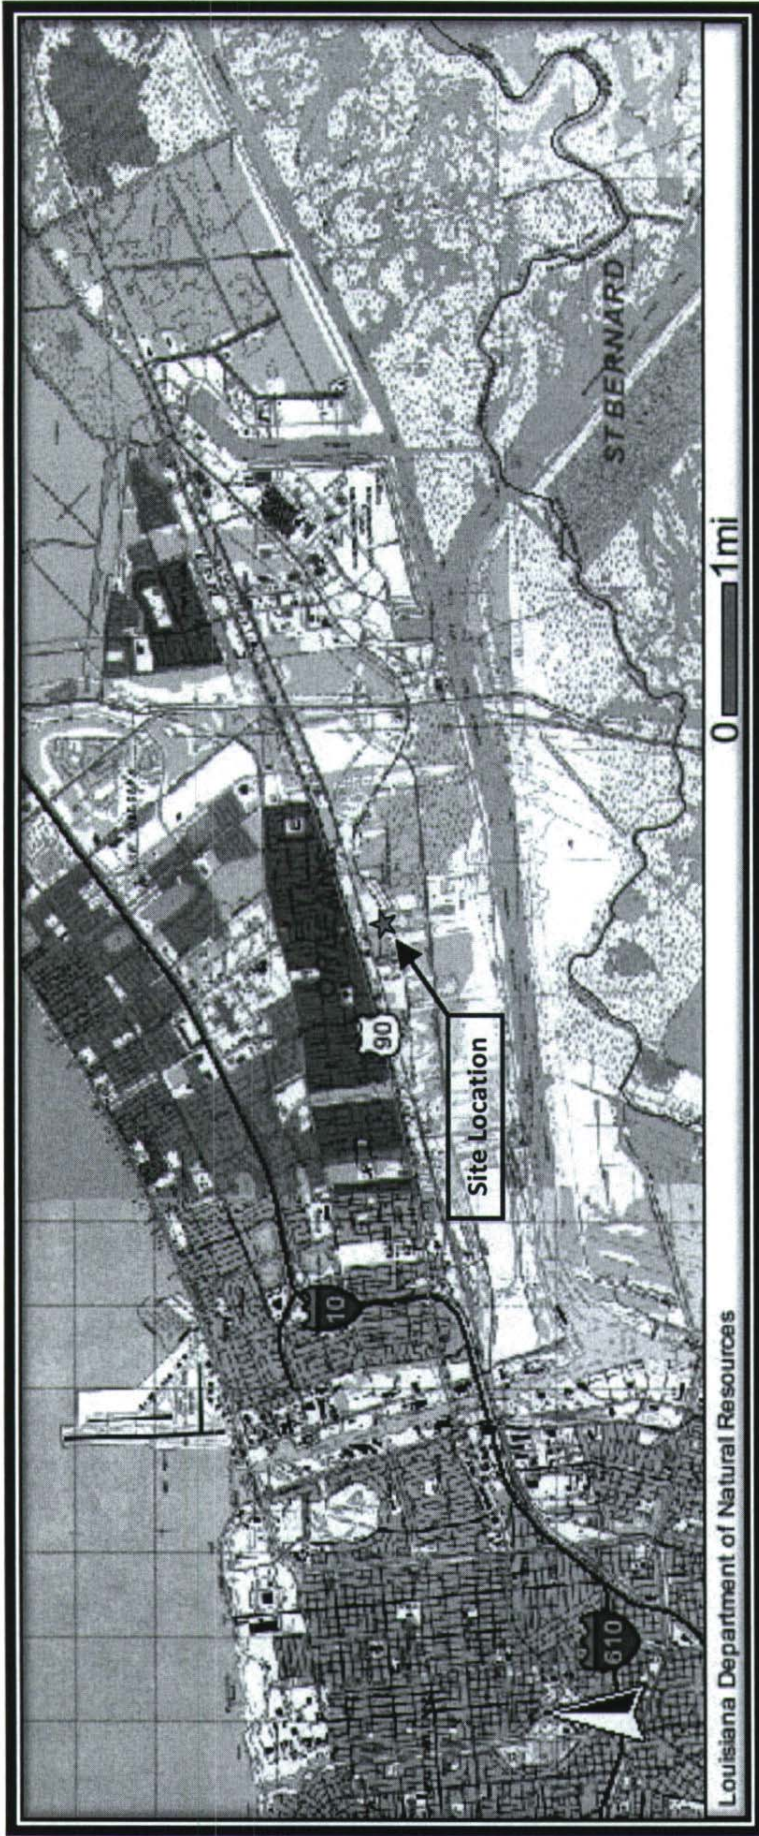 ST BERNARD
90
Site Location
10
610
0 1mi
Louisiana Department of Natural Resources